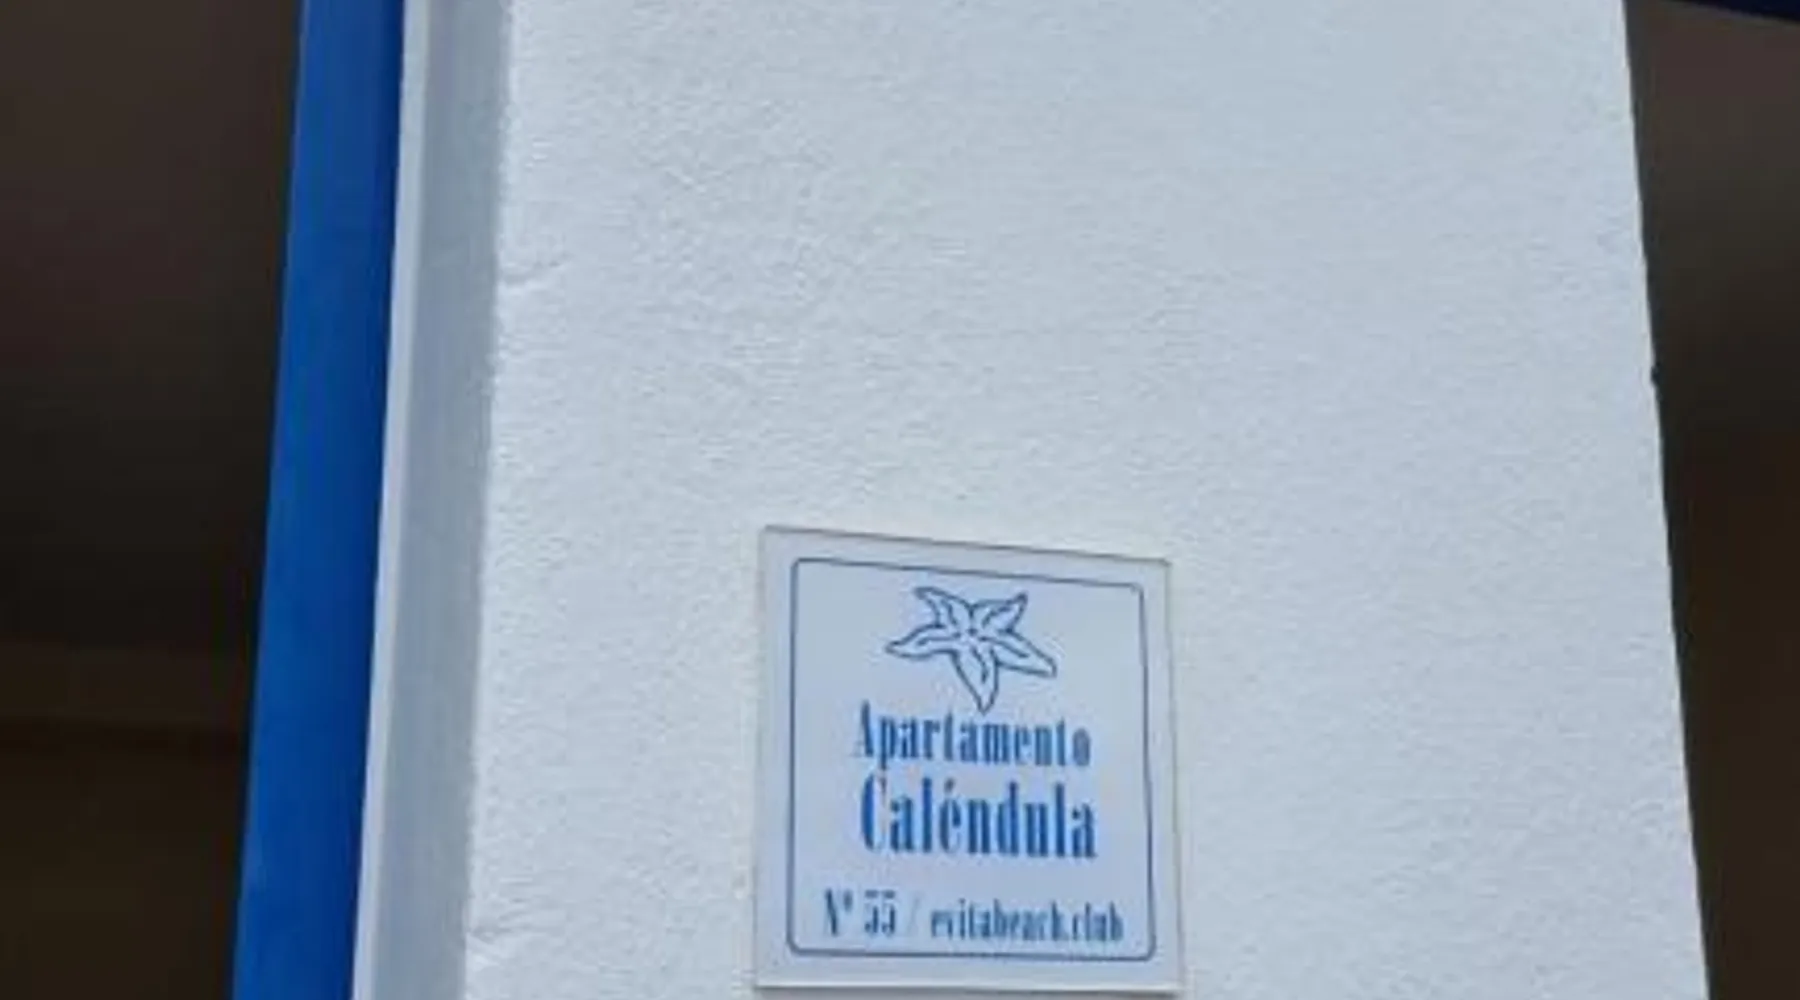 Apartamento
Caléndula
Nº 55 / evitabeach.club